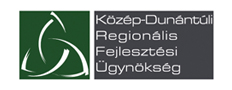 Közép-Dunántúli
Regionális
Fejlesztési
Ügynökség